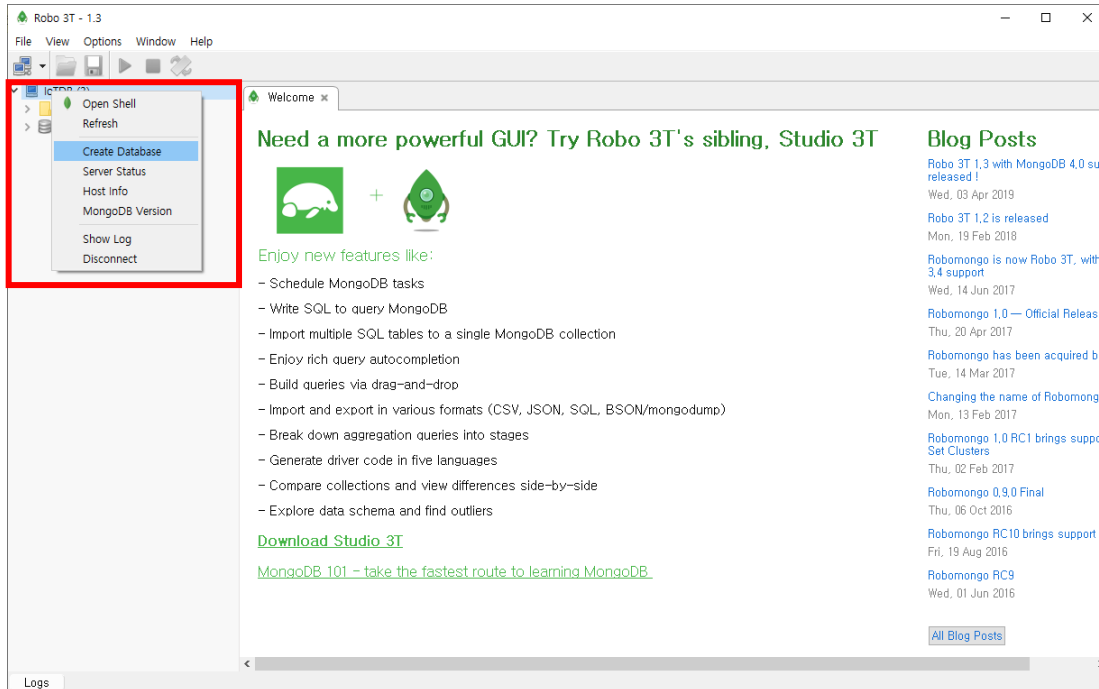 Robo 3T - 1.3
File View Options Window Help
IoTDB (2)
Open Shell
Refresh
Create Database
Server Status
Host Info
MongoDB Version
Show Log
Disconnect
Welcome
Need a more powerful GUI? Try Robo 3T's sibling, Studio 3T
+
Enjoy new features like:
- Schedule MongoDB tasks
- Write SQL to query MongoDB
- Import multiple SQL tables to a single MongoDB collection
- Enjoy rich query autocompletion
- Build queries via drag-and-drop
- Import and export in various formats (CSV, JSON, SQL, BSON/mongodump)
- Break down aggregation queries into stages
- Generate driver code in five languages
- Compare collections and view differences side-by-side
- Explore data schema and find outliers
Download Studio 3T
MongoDB 101 - take the fastest route to learning MongoDB
Blog Posts
Robo 3T 1.3 with MongoDB 4.0 su
released !
Wed, 03 Apr 2019
Robo 3T 1.2 is released
Mon, 19 Feb 2018
Robomongo is now Robo 3T, with
3.4 support
Wed, 14 Jun 2017
Robomongo 1.0 — Official Releas
Thu, 20 Apr 2017
Robomongo has been acquired b
Tue, 14 Mar 2017
Changing the name of Robomong
Mon, 13 Feb 2017
Robomongo 1.0 RC1 brings suppo
Set Clusters
Thu, 02 Feb 2017
Robomongo 0.9.0 Final
Thu, 06 Oct 2016
Robomongo RC10 brings support
Fri, 19 Aug 2016
Robomongo RC9
Wed, 01 Jun 2016
All Blog Posts
Logs